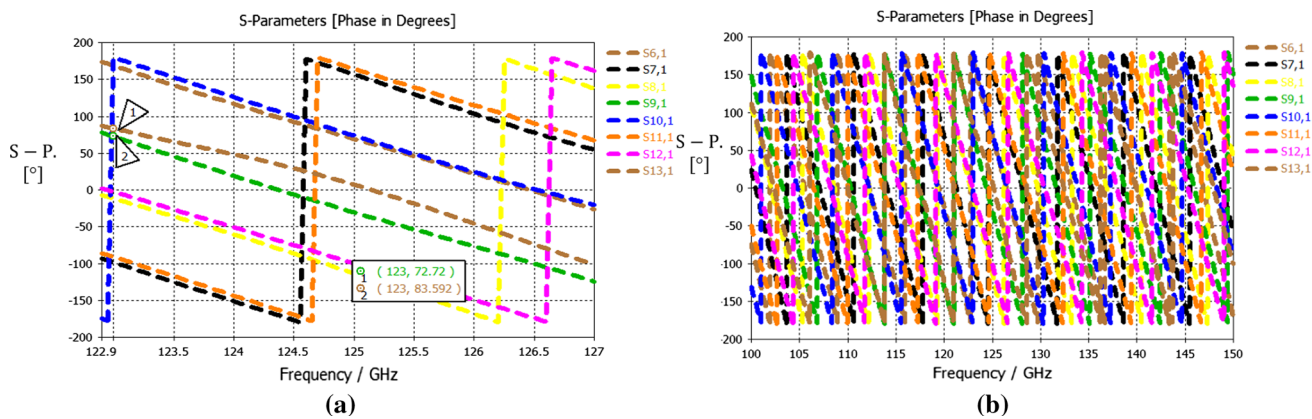 S-Parameters [Phase in Degrees]
200
150
100
50
0
-50
-100
-150
-200
S – P.
[°]
1
2
1 ( 123, 72.72 )
2 ( 123, 83.592 )
122.9 123.5 124 124.5 125 125.5 126 126.5 127
Frequency / GHz
S6,1
S7,1
S8,1
S9,1
S10,1
S11,1
S12,1
S13,1
(a)
S-Parameters [Phase in Degrees]
200
150
100
50
0
-50
-100
-150
-200
S – P.
[°]
100 105 110 115 120 125 130 135 140 145 150
Frequency / GHz
S6,1
S7,1
S8,1
S9,1
S10,1
S11,1
S12,1
S13,1
(b)